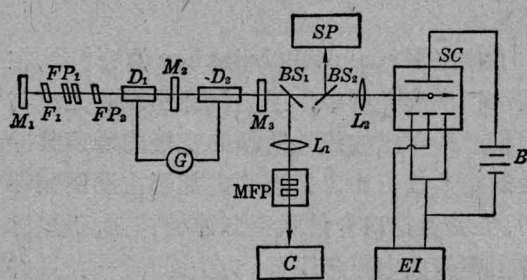 SP
FP₁ D₁ M₂ -D₂ BS₁ BS₂ SC
M₁ F₁ FP₂ M₃ L₂
G L₁ B
MFP
C EI